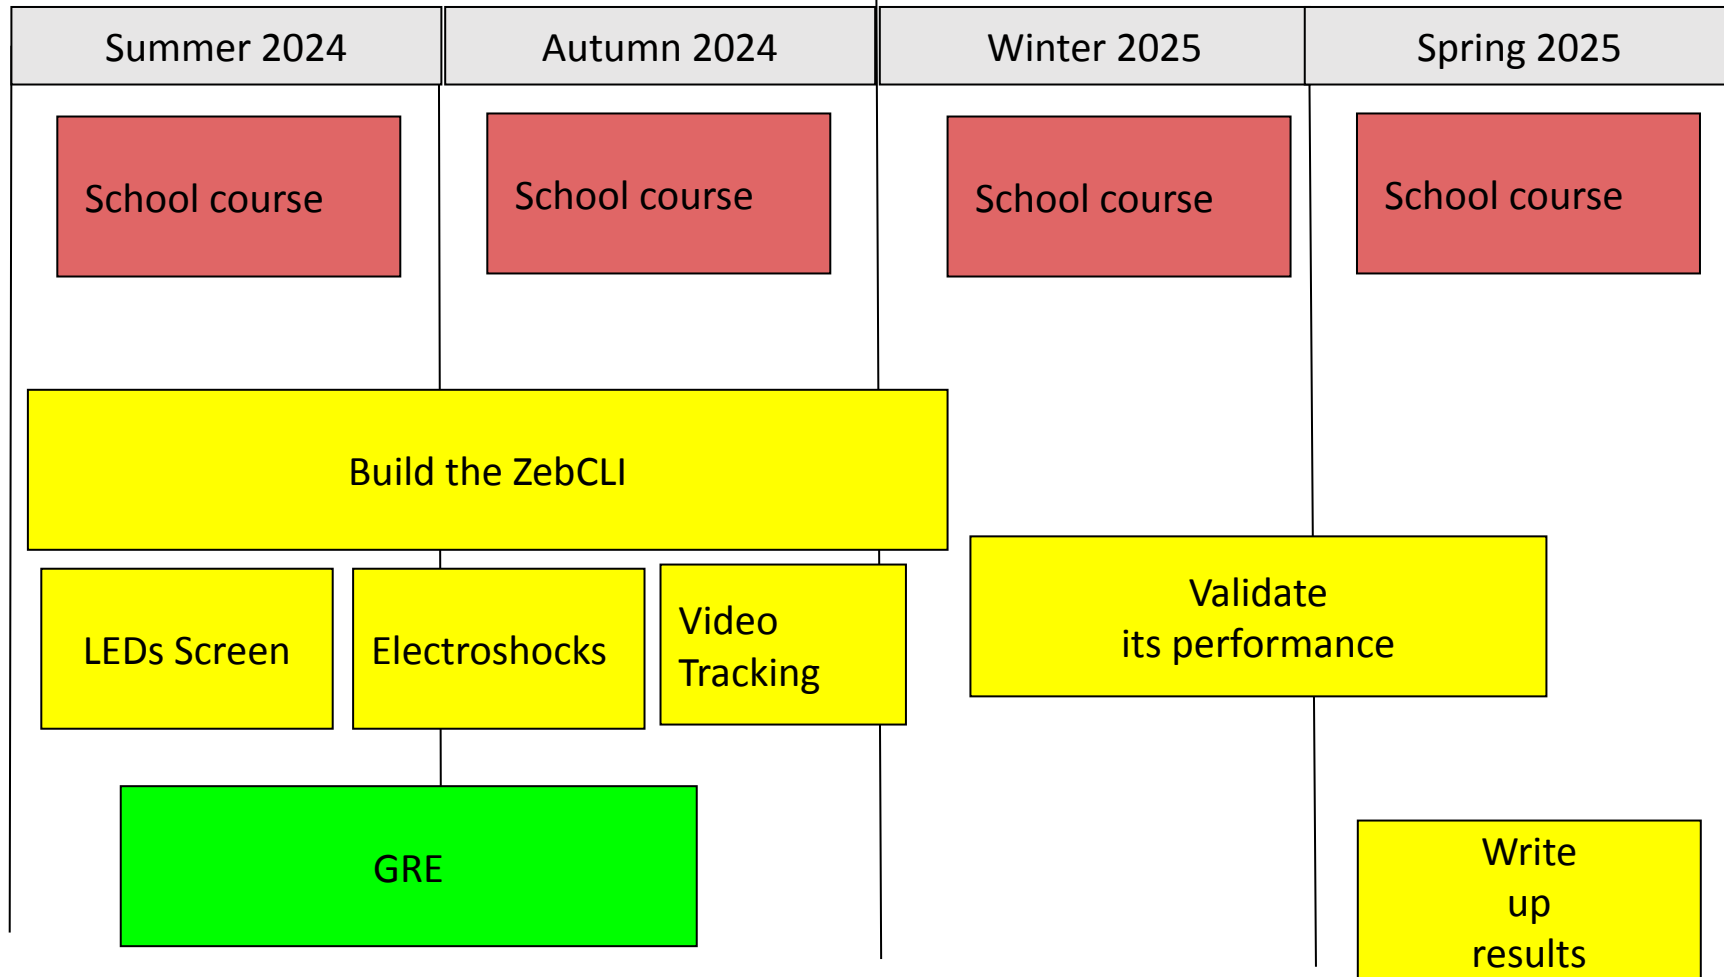 Summer 2024
Autumn 2024
Winter 2025
Spring 2025
School course
School course
School course
School course
Build the ZebCLI
LEDs Screen
Electroshocks
Video
Tracking
Validate
its performance
GRE
Write
up
results